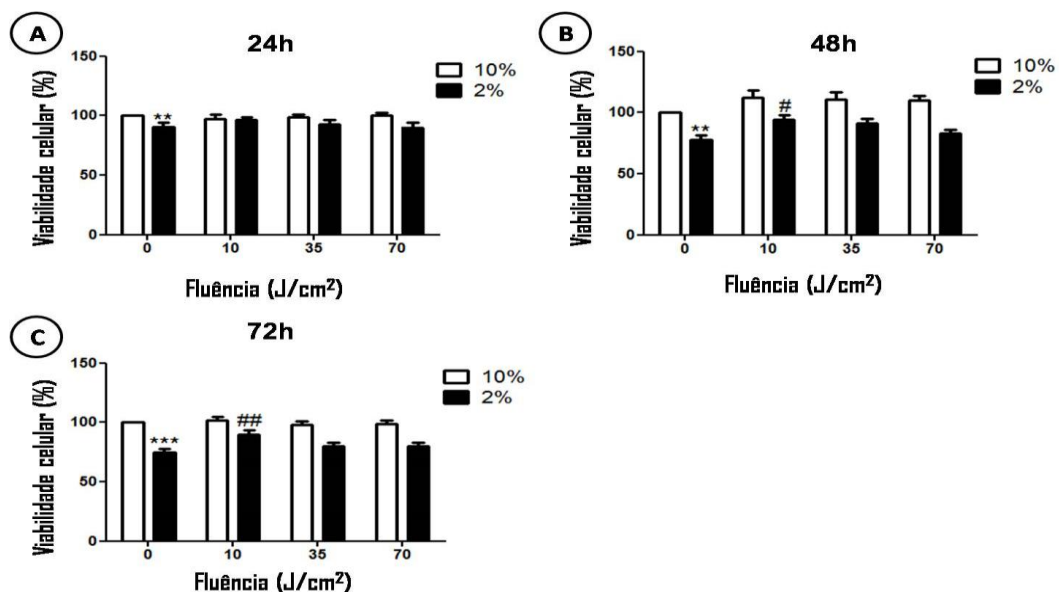 A
24h
150
100
50
0
**
10%
2%
0 10 35 70
Viabilidade celular (%)
Fluência (J/cm²)
B
48h
150
100
50
0
**
#
10%
2%
0 10 35 70
Viabilidade celular (%)
Fluência (J/cm²)
C
72h
150
100
50
0
***
##
10%
2%
0 10 35 70
Viabilidade celular (%)
Fluência (J/cm²)